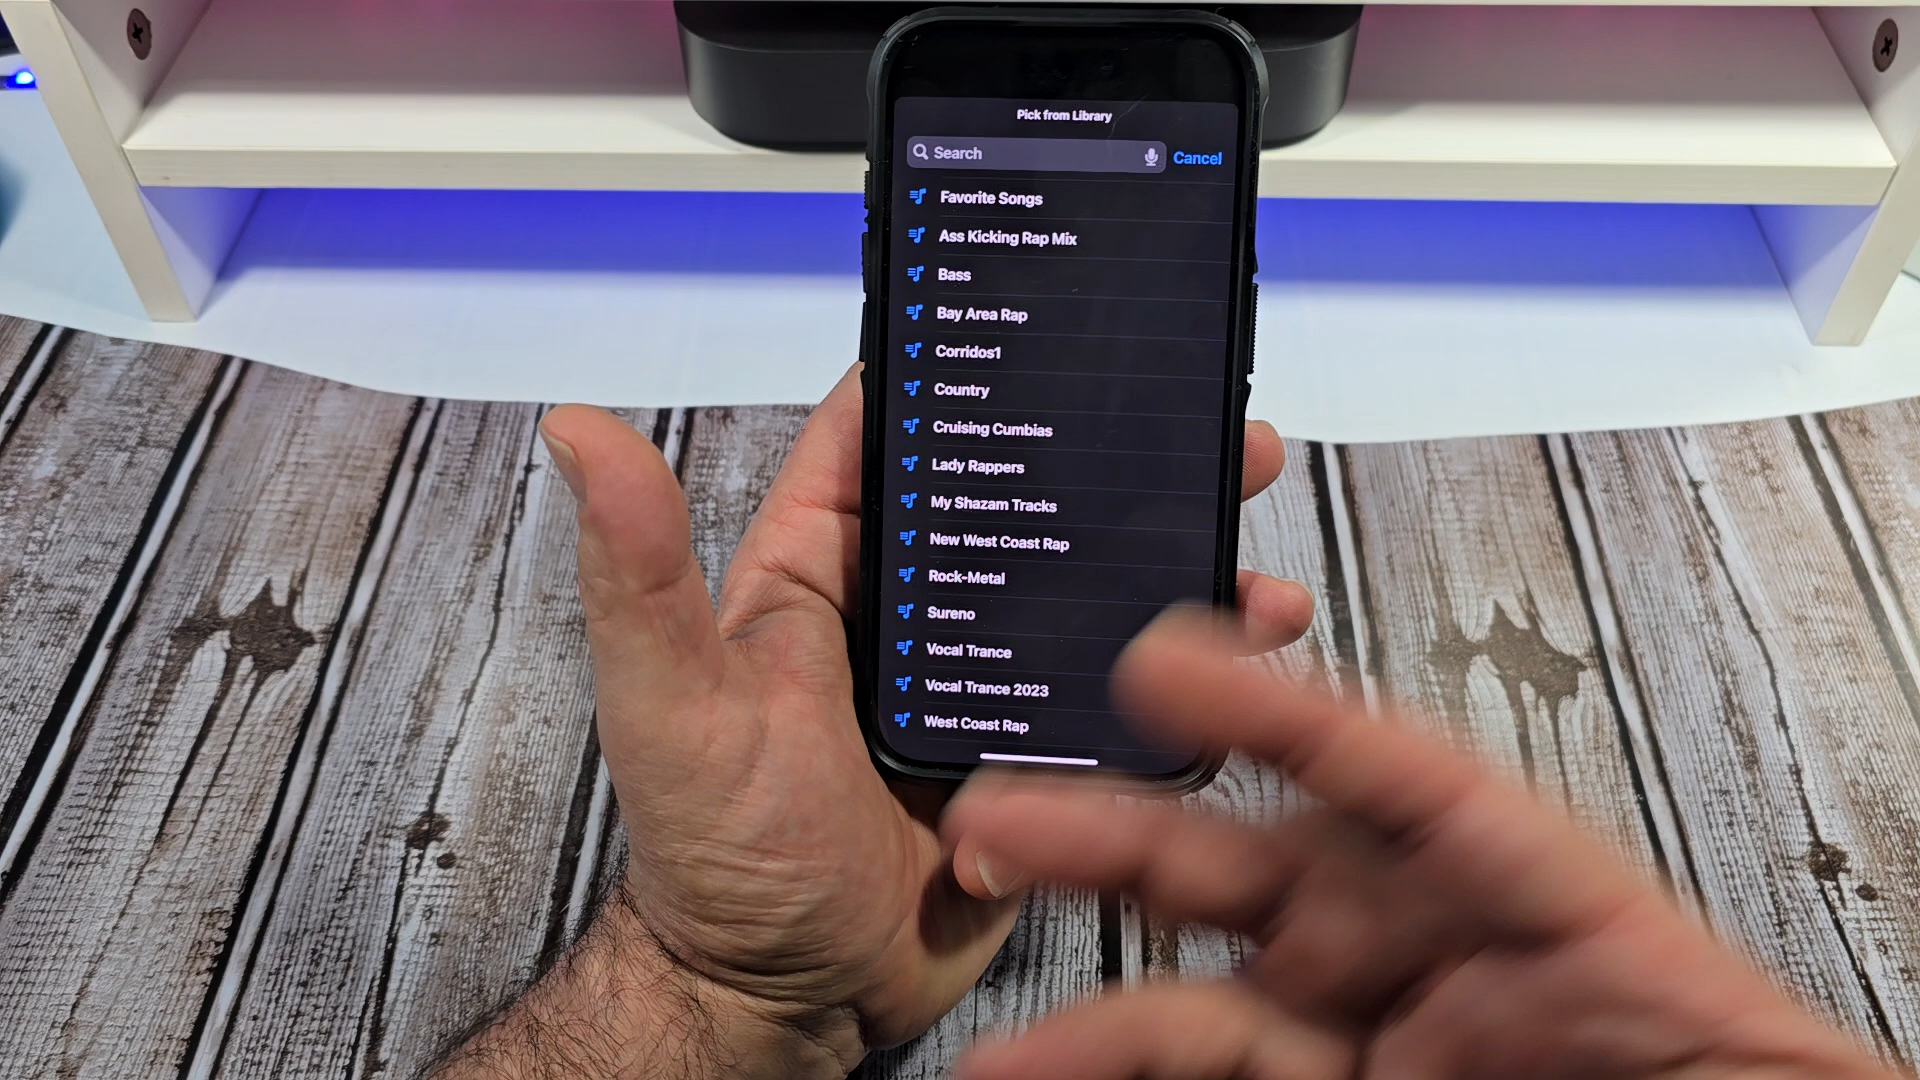 Pick from Library
Search
Cancel
Favorite Songs
Ass Kicking Rap Mix
Bass
Bay Area Rap
Corridos1
Country
Cruising Cumbias
Lady Rappers
My Shazam Tracks
New West Coast Rap
Rock-Metal
Sureno
Vocal Trance
Vocal Trance 2023
West Coast Rap